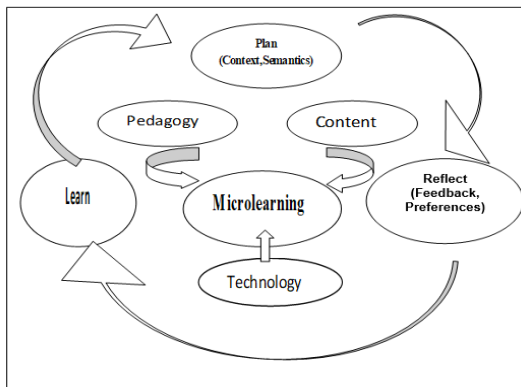 Plan
(Context,Semantics)
Pedagogy
Content
Learn
Microlearning
Reflect
(Feedback,
Preferences)
Technology